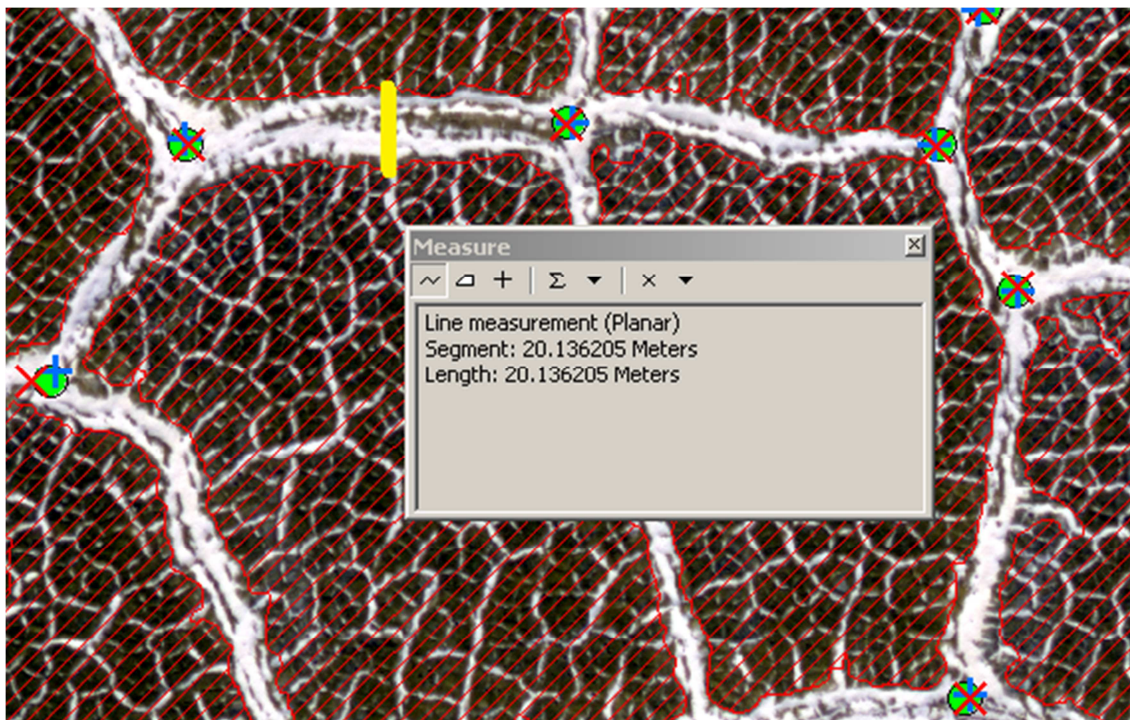 Measure
Line measurement (Planar)
Segment: 20.136205 Meters
Length: 20.136205 Meters